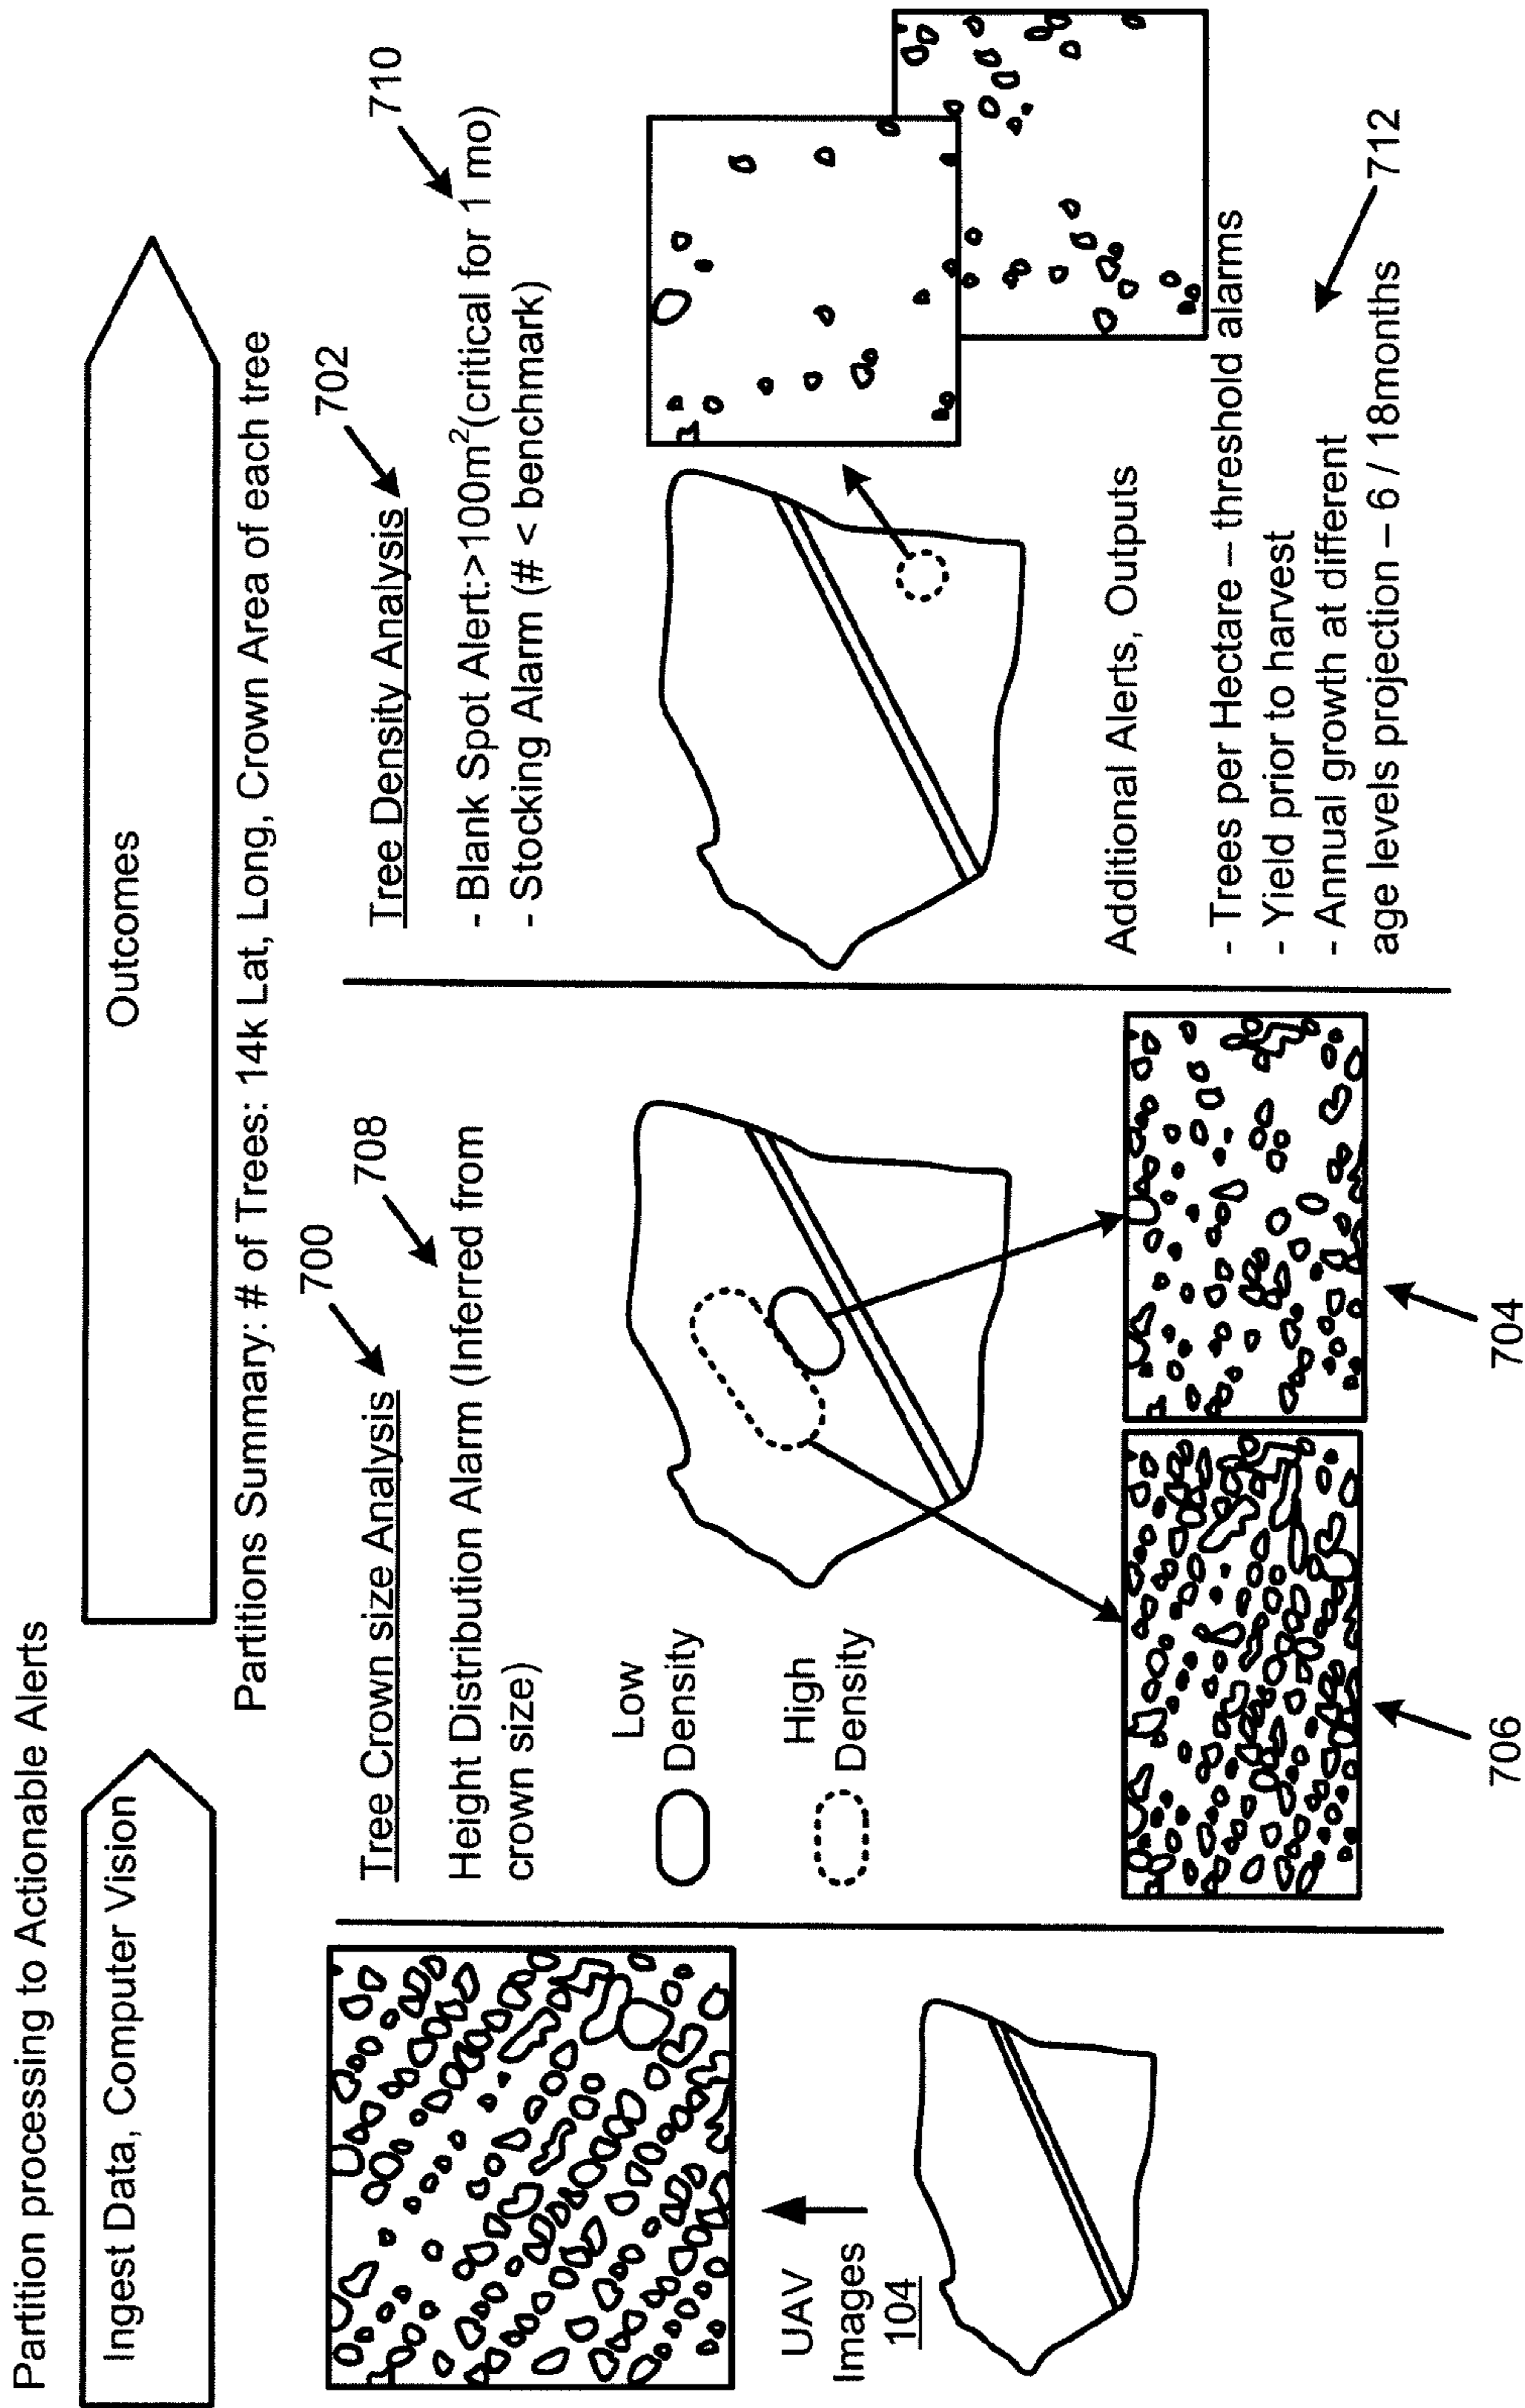 Partition processing to Actionable Alerts
Ingest Data, Computer Vision
Outcomes
Partitions Summary: # of Trees: 14k Lat, Long, Crown Area of each tree
UAV
Images
104
700
Tree Crown size Analysis
708
Height Distribution Alarm (Inferred from
crown size)
Low
Density
High
Density
706
704
702
Tree Density Analysis
710
- Blank Spot Alert:>100m²(critical for 1 mo)
- Stocking Alarm (# < benchmark)
Additional Alerts, Outputs
- Trees per Hectare – threshold alarms
- Yield prior to harvest
- Annual growth at different
age levels projection – 6 / 18months
712